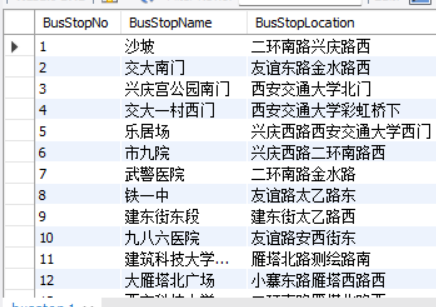 BusStopNo BusStopName BusStopLocation
1 沙坡 二环南路兴庆路西
2 交大南门 友谊东路金水路西
3 兴庆宫公园南门 西安交通大学北门
4 交大一村西门 西安交通大学彩虹桥下
5 乐居场 兴庆西路西安交通大学西门
6 市九院 兴庆西路二环南路西
7 武警医院 二环南路金水路
8 铁一中 友谊路太乙路东
9 建东街东段 建东街太乙路西
10 九八六医院 友谊路安西街东
11 建筑科技大学... 雁塔北路测绘路南
12 大雁塔北广场 小寨东路雁塔西路西